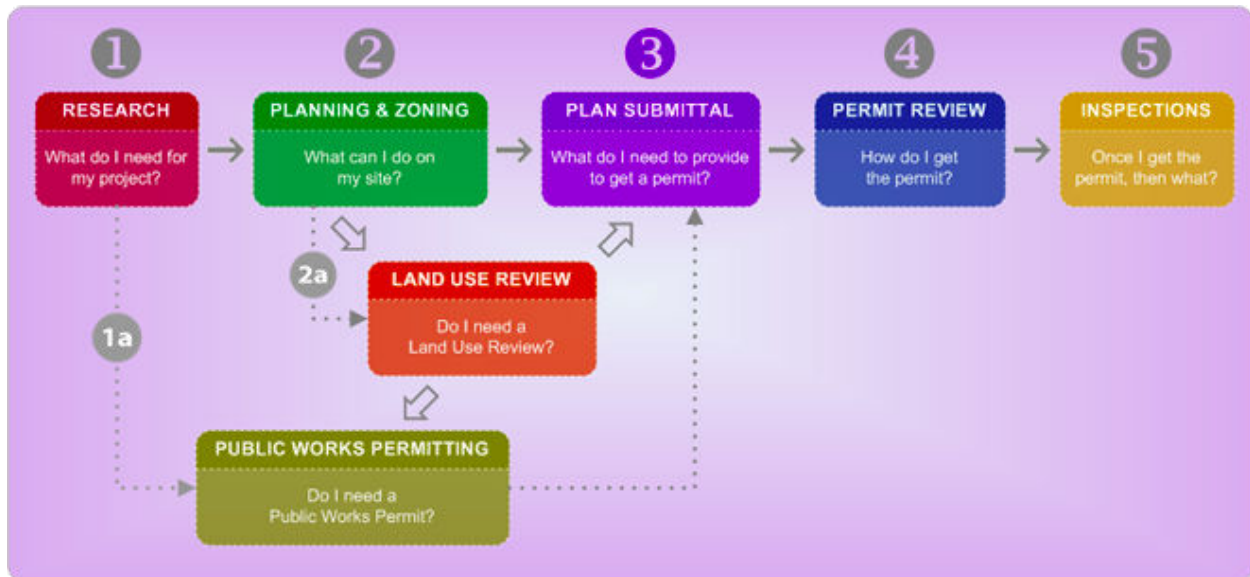 1
2
3
4
5
RESEARCH
What do I need for
my project?
PLANNING & ZONING
What can I do on
my site?
PLAN SUBMITTAL
What do I need to provide
to get a permit?
PERMIT REVIEW
How do I get
the permit?
INSPECTIONS
Once I get the
permit, then what?
2a
LAND USE REVIEW
Do I need a
Land Use Review?
1a
PUBLIC WORKS PERMITTING
Do I need a
Public Works Permit?